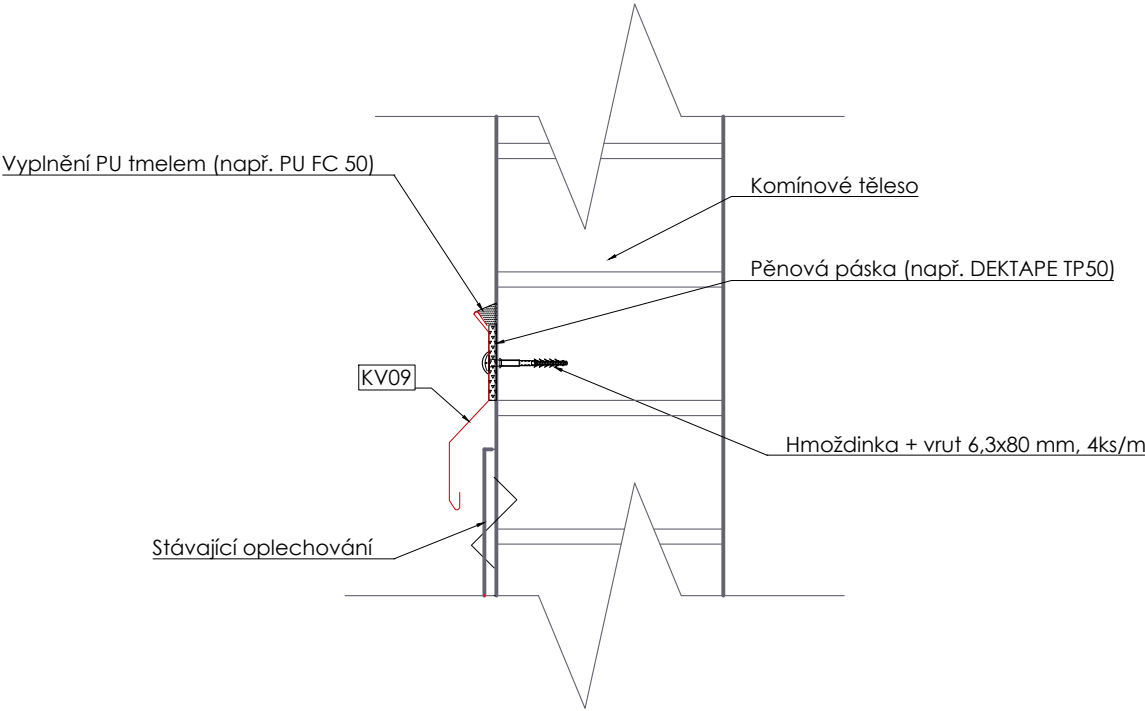 Vyplnění PU tmelem (např. PU FC 50)
Komínové těleso
Pěnová páska (např. DEKTAPE TP50)
KV09
Hmoždinka + vrut 6,3x80 mm, 4ks/m
Stávající oplechování